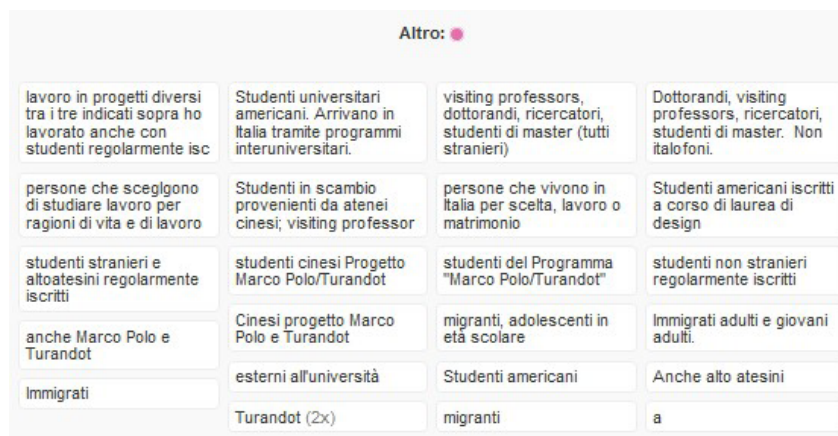 Altro:
lavoro in progetti diversi
tra i tre indicati sopra ho
lavorato anche con
studenti regolarmente isc
persone che sceglgono
di studiare lavoro per
ragioni di vita e di lavoro
studenti stranieri e
altoatesini regolarmente
iscritti
anche Marco Polo e
Turandot
Immigrati
Studenti universitari
americani. Arrivano in
Italia tramite programmi
interuniversitari.
Studenti in scambio
provenienti da atenei
cinesi; visiting professor
studenti cinesi Progetto
Marco Polo/Turandot
Cinesi progetto Marco
Polo e Turandot
esterni all'università
Turandot (2x)
visiting professors,
dottorandi, ricercatori,
studenti di master (tutti
stranieri)
persone che vivono in
Italia per scelta, lavoro o
matrimonio
studenti del Programma
"Marco Polo/Turandot"
migranti, adolescenti in
età scolare
Studenti americani
migranti
Dottorandi, visiting
professors, ricercatori,
studenti di master. Non
italofoni.
Studenti americani iscritti
a corso di laurea di
design
studenti non stranieri
regolarmente iscritti
Immigrati adulti e giovani
adulti.
Anche alto atesini
a